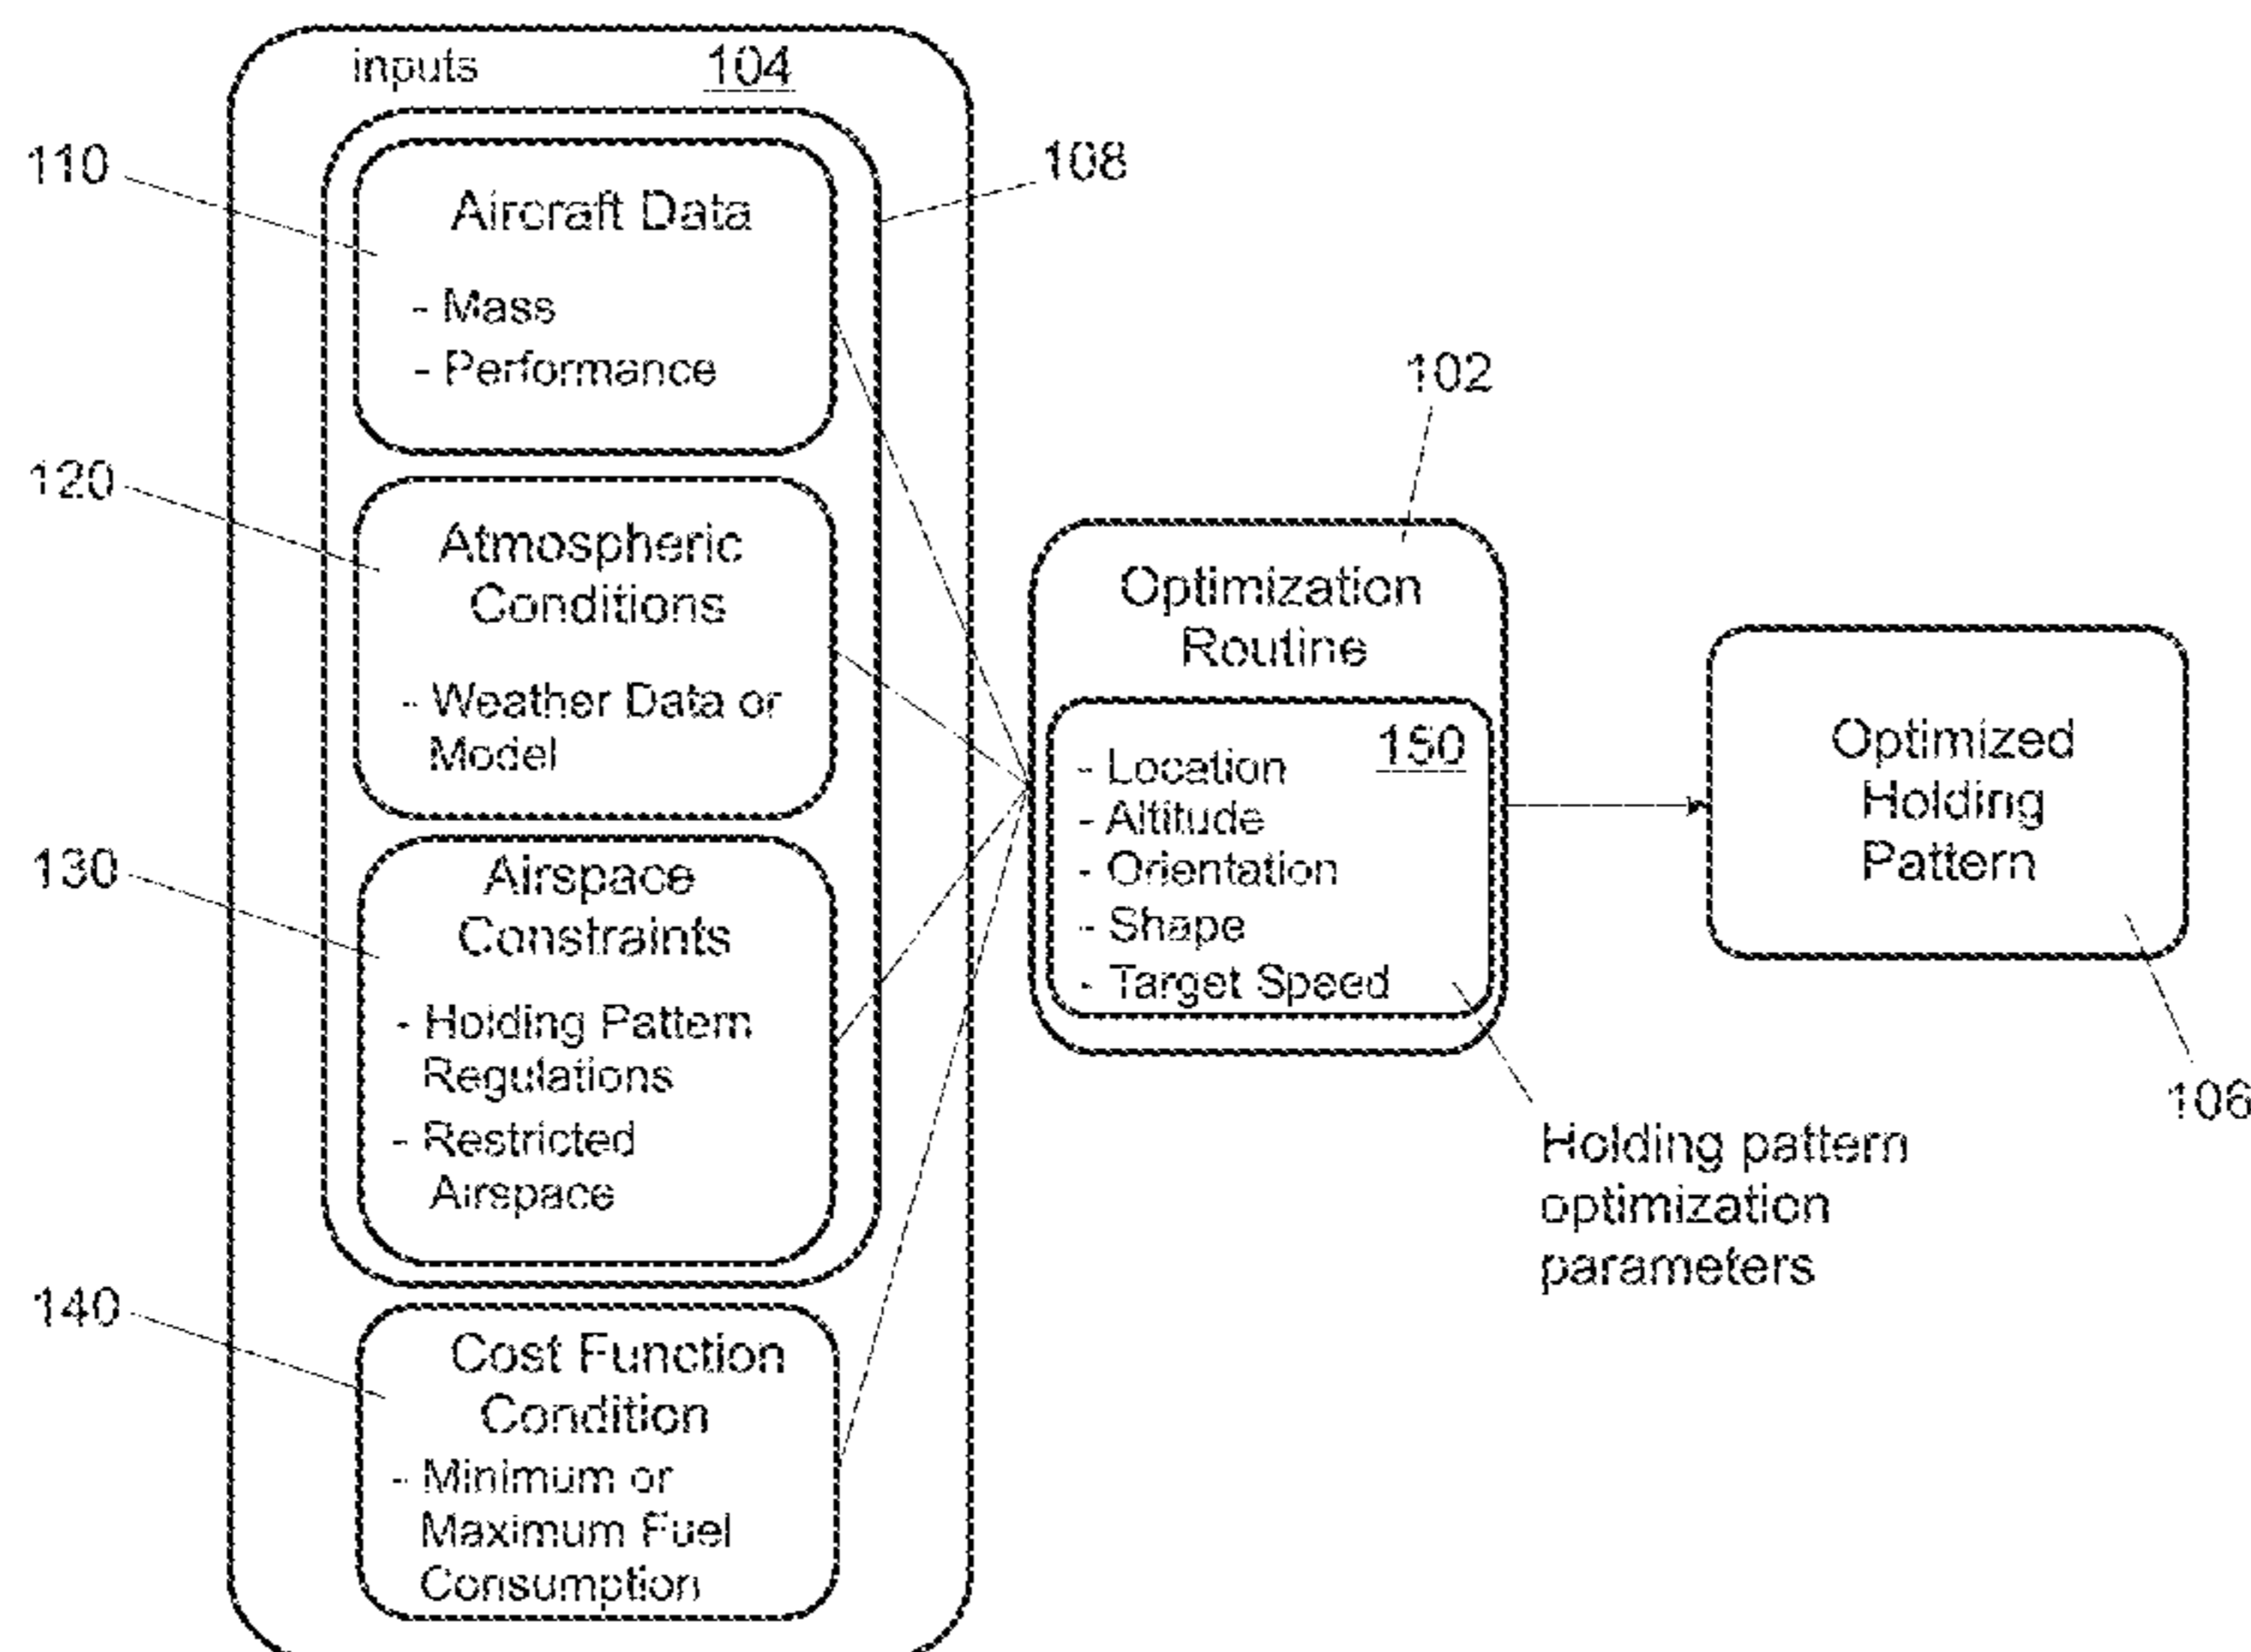 inputs 104
110
Aircraft Data
- Mass
- Performance
108
120
Atmospheric
Conditions
- Weather Data or
Model
130
Airspace
Constraints
- Holding Pattern
Regulations
- Restricted
Airspace
140
Cost Function
Condition
- Minimum or
Maximum Fuel
Consumption
102
Optimization
Routine
150
- Location
- Altitude
- Orientation
- Shape
- Target Speed
Holding pattern
optimization
parameters
Optimized
Holding
Pattern
106